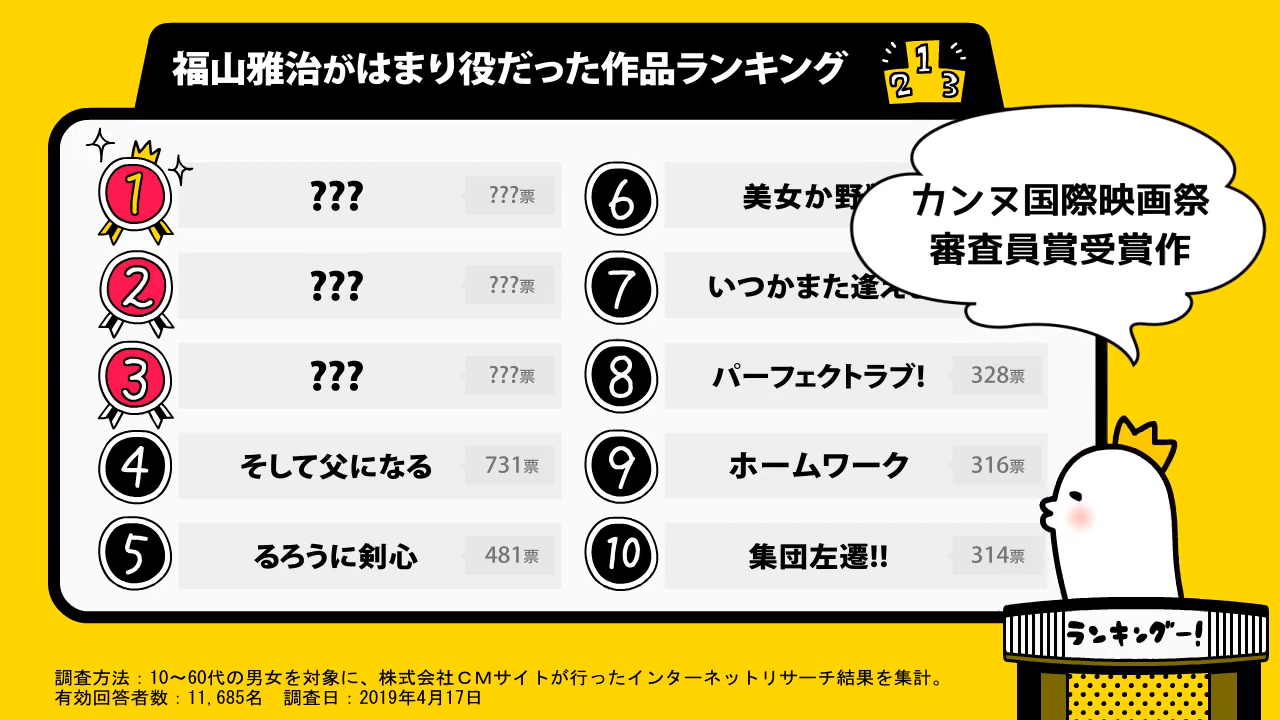 福山雅治がはまり役だった作品ランキング
1
2
3
1
???
???票
2
???
???票
3
???
???票
4
そして父になる
731票
5
るろうに剣心
481票
6
美女か野
7
いつかまた逢え
8
パーフェクトラブ!
328票
9
ホームワーク
316票
10
集団左遷!!
314票
カンヌ国際映画祭
審査員賞受賞作
ランキングー!
調査方法：10～60代の男女を対象に、株式会社ＣＭサイトが行ったインターネットリサーチ結果を集計。
有効回答者数：11,685名　調査日：2019年4月17日